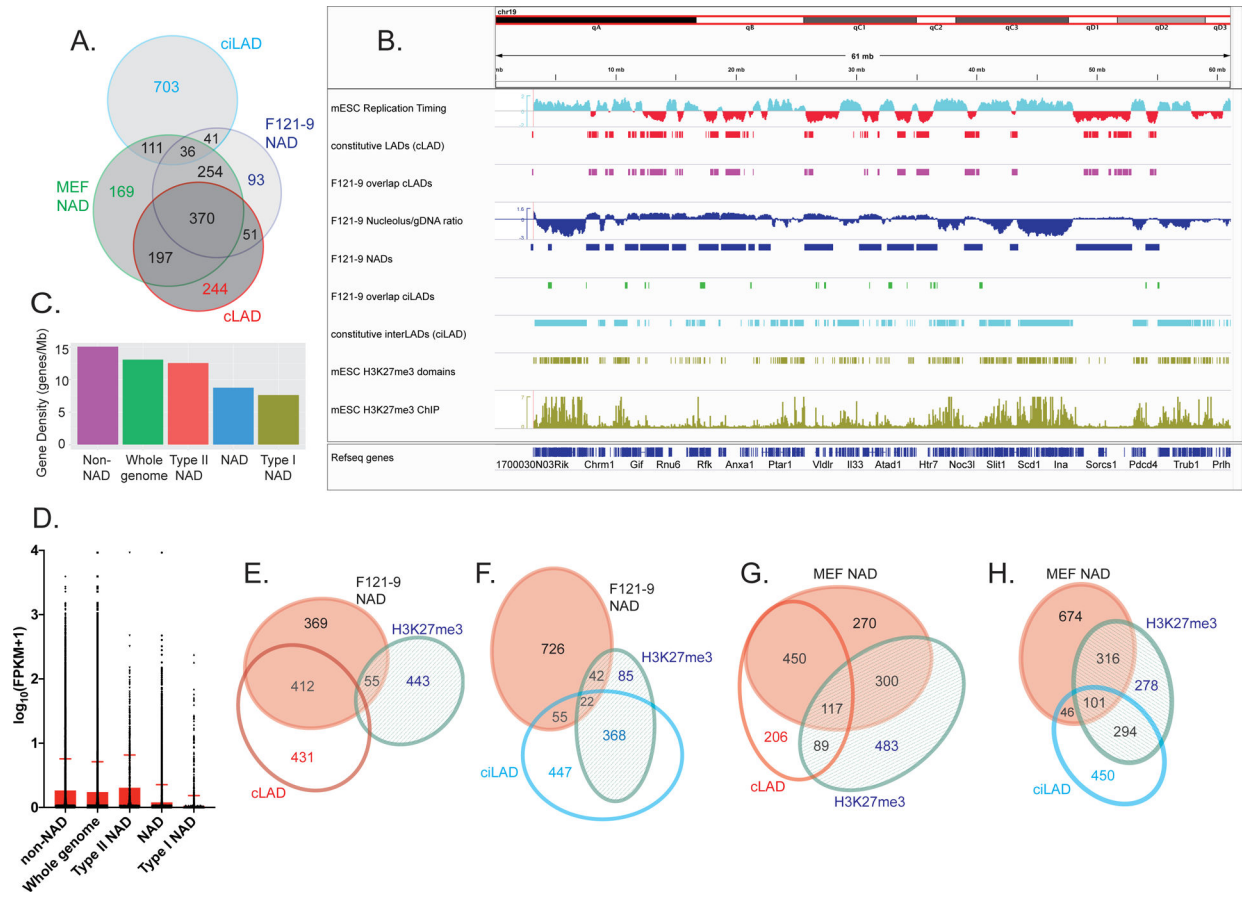 A.
ciLAD
703
41
F121-9
NAD
111
36
254
93
MEF
NAD
169
370
51
197
244
cLAD
B.
chr19
qA
qB
qC1
qC2
qC3
qD1
qD2
qD3
61 mb
mb
10 mb
20 mb
30 mb
40 mb
50 mb
60 mb
mESC Replication Timing
constitutive LADs (cLAD)
F121-9 overlap cLADs
F121-9 Nucleolus/gDNA ratio
F121-9 NADs
F121-9 overlap ciLADs
constitutive interLADs (ciLAD)
mESC H3K27me3 domains
mESC H3K27me3 ChIP
Refseq genes
1700030N03Rik Chrm1 Gif Rnu6 Rfk Anxa1 Ptar1 Vldlr Il33 Atad1 Htr7 Noc3l Slit1 Scd1 Ina Sorcs1 Pdcd4 Trub1 Prlh
C.
Gene Density (genes/Mb)
15
10
5
0
Non-
NAD
Whole
genome
Type II
NAD
NAD
Type I
NAD
D.
log10(FPKM+1)
4
3
2
1
0
non-NAD
Whole genome
Type II NAD
NAD
Type I NAD
E.
F121-9
NAD
369
H3K27me3
412
55
443
431
cLAD
F.
F121-9
NAD
726
H3K27me3
42
85
22
55
368
447
ciLAD
G.
MEF NAD
270
450
300
117
206
89
483
cLAD
H3K27me3
H.
MEF NAD
674
H3K27me3
316
278
46
101
294
450
ciLAD